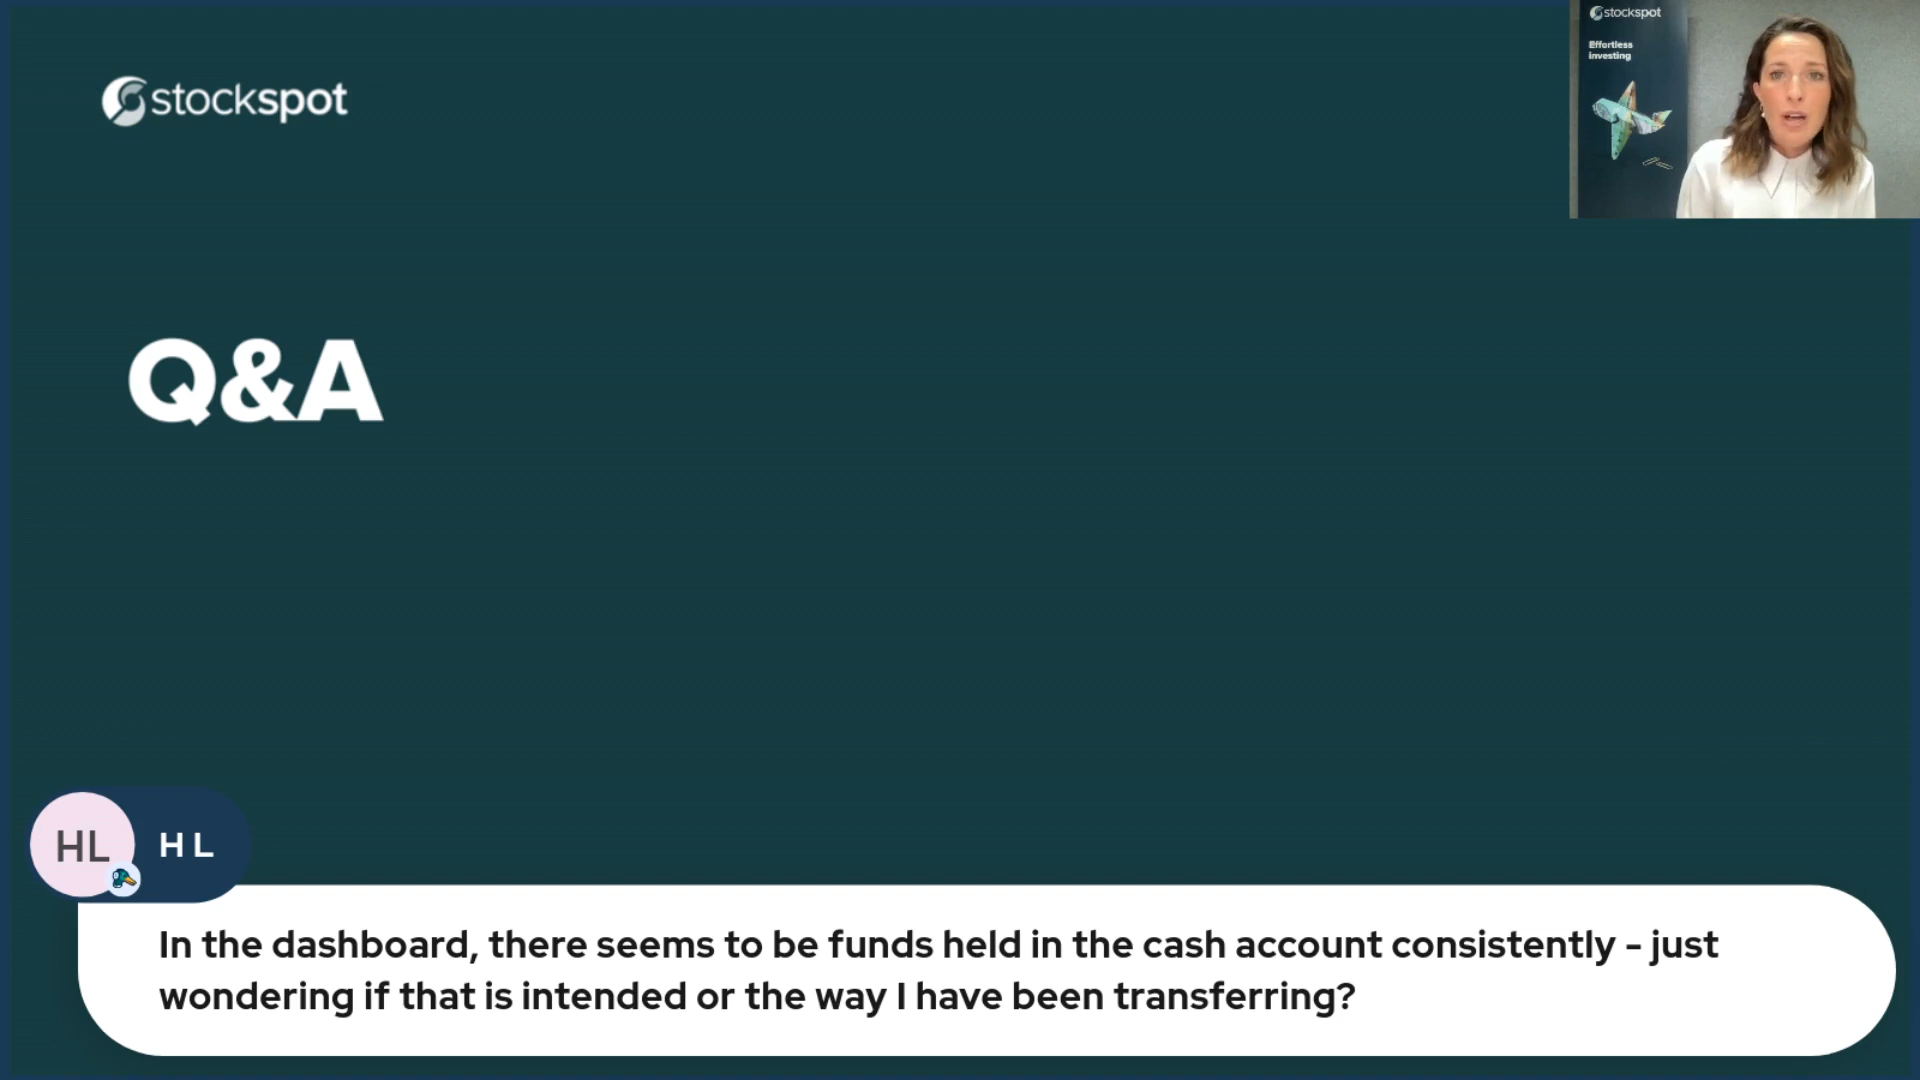 stockspot
stockspot
Effortless
investing
Q&A
HL
H L
In the dashboard, there seems to be funds held in the cash account consistently - just
wondering if that is intended or the way I have been transferring?